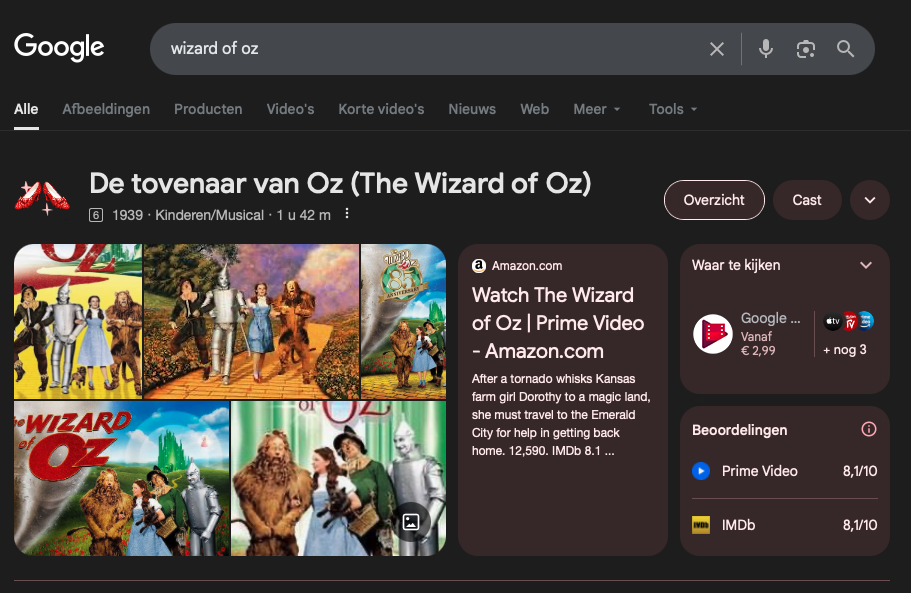 Google
wizard of oz
Alle Afbeeldingen Producten Video's Korte video's Nieuws Web Meer Tools
De tovenaar van Oz (The Wizard of Oz)
6 1939 · Kinderen/Musical · 1 u 42 m
Overzicht
Cast
OZ
85
ANNIVERSARY
THE WIZARD
of
OZ
OF OZ
Amazon.com
Watch The Wizard
of Oz | Prime Video
- Amazon.com
After a tornado whisks Kansas
farm girl Dorothy to a magic land,
she must travel to the Emerald
City for help in getting back
home. 12,590. IMDb 8.1 ...
Waar te kijken
Google ...
Vanaf
€ 2,99
tv
+ nog 3
Beoordelingen
Prime Video 8,1/10
IMDb IMDb 8,1/10